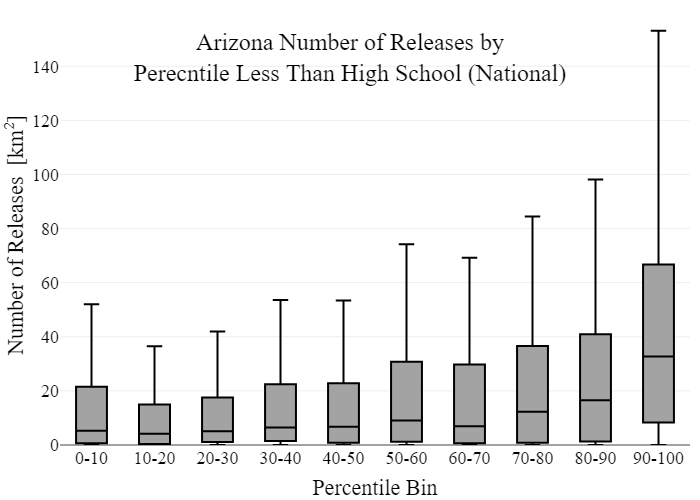 Arizona Number of Releases by
Perecntile Less Than High School (National)
Number of Releases [km²]
140
120
100
80
60
40
20
0
0-10 10-20 20-30 30-40 40-50 50-60 60-70 70-80 80-90 90-100
Percentile Bin